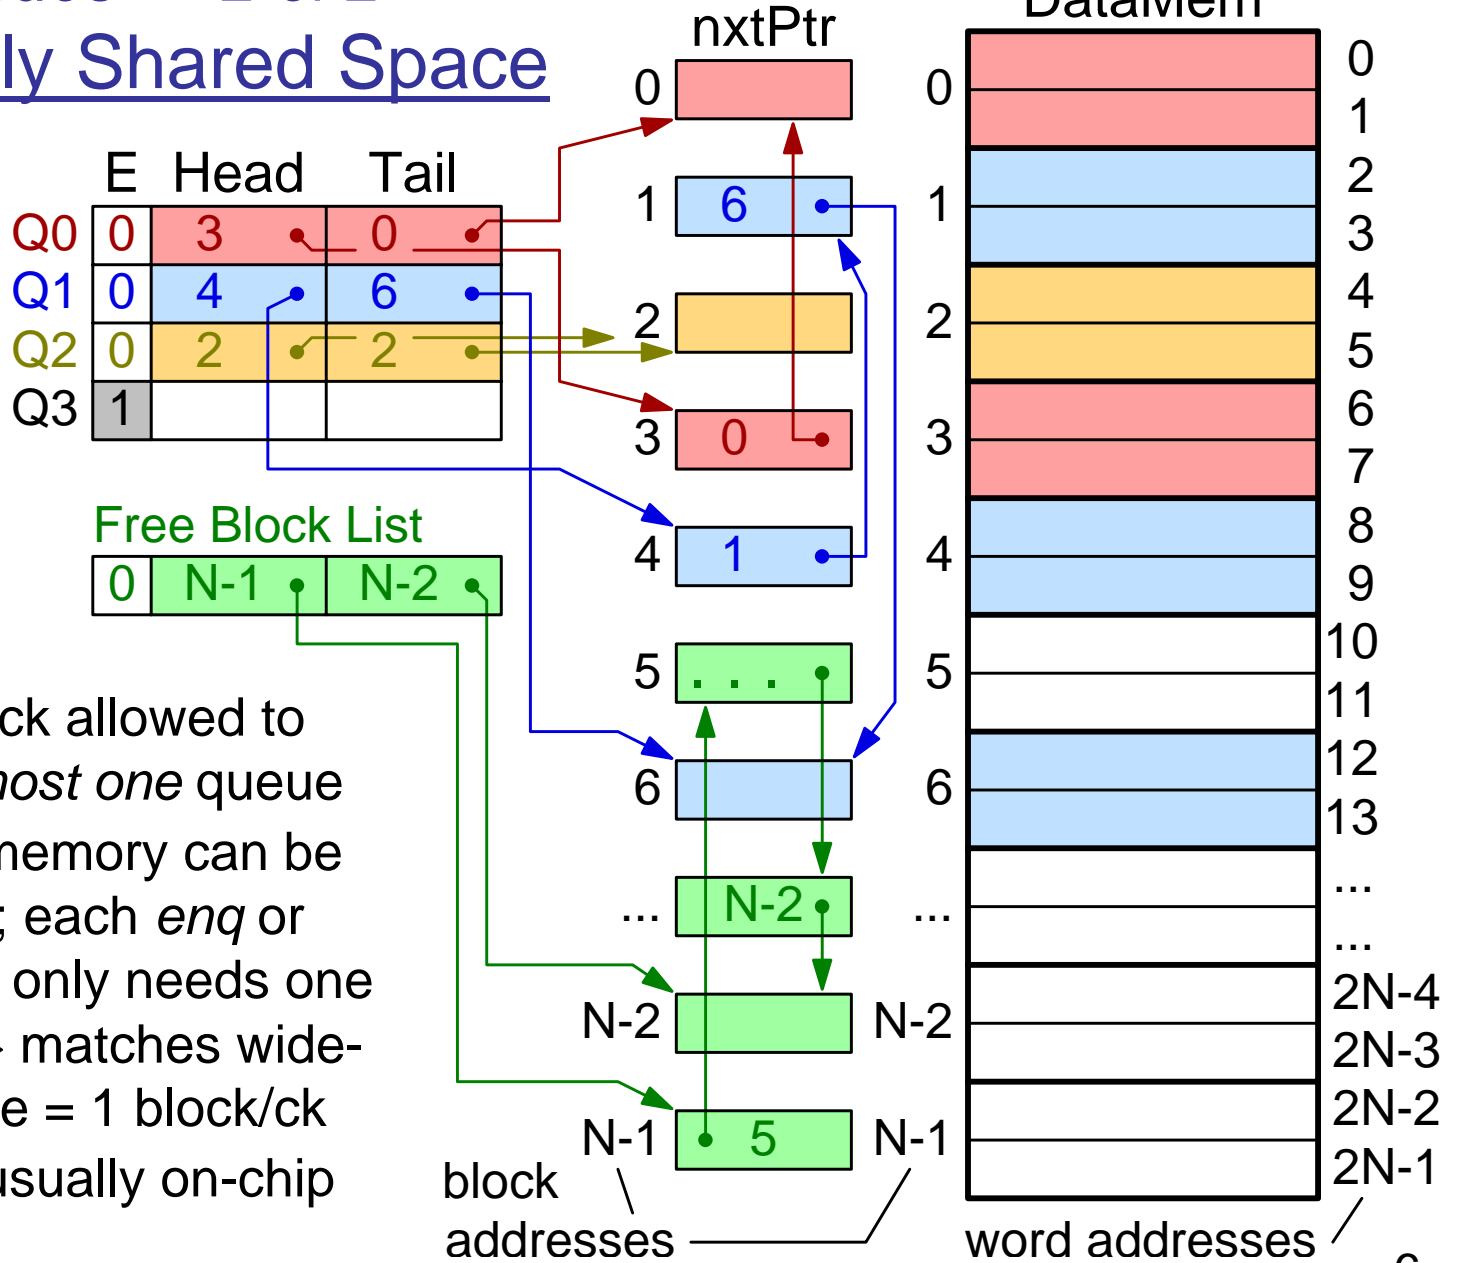 2
ly Shared Space
nxtPtr
DataMem
E Head Tail
Q0 0 3 0
Q1 0 4 6
Q2 0 2 2
Q3 1
Free Block List
0 N-1 N-2
ck allowed to
most one queue
memory can be
; each enq or
only needs one
matches wide-
e = 1 block/ck
usually on-chip
0
1 6
2
3 0
4 1
5 . . .
6
... N-2
N-2
N-1 5
block
addresses
0
1
2
3
4
5
6
...
N-2
N-1
0
1
2
3
4
5
6
7
8
9
10
11
12
13
...
...
2N-4
2N-3
2N-2
2N-1
word addresses